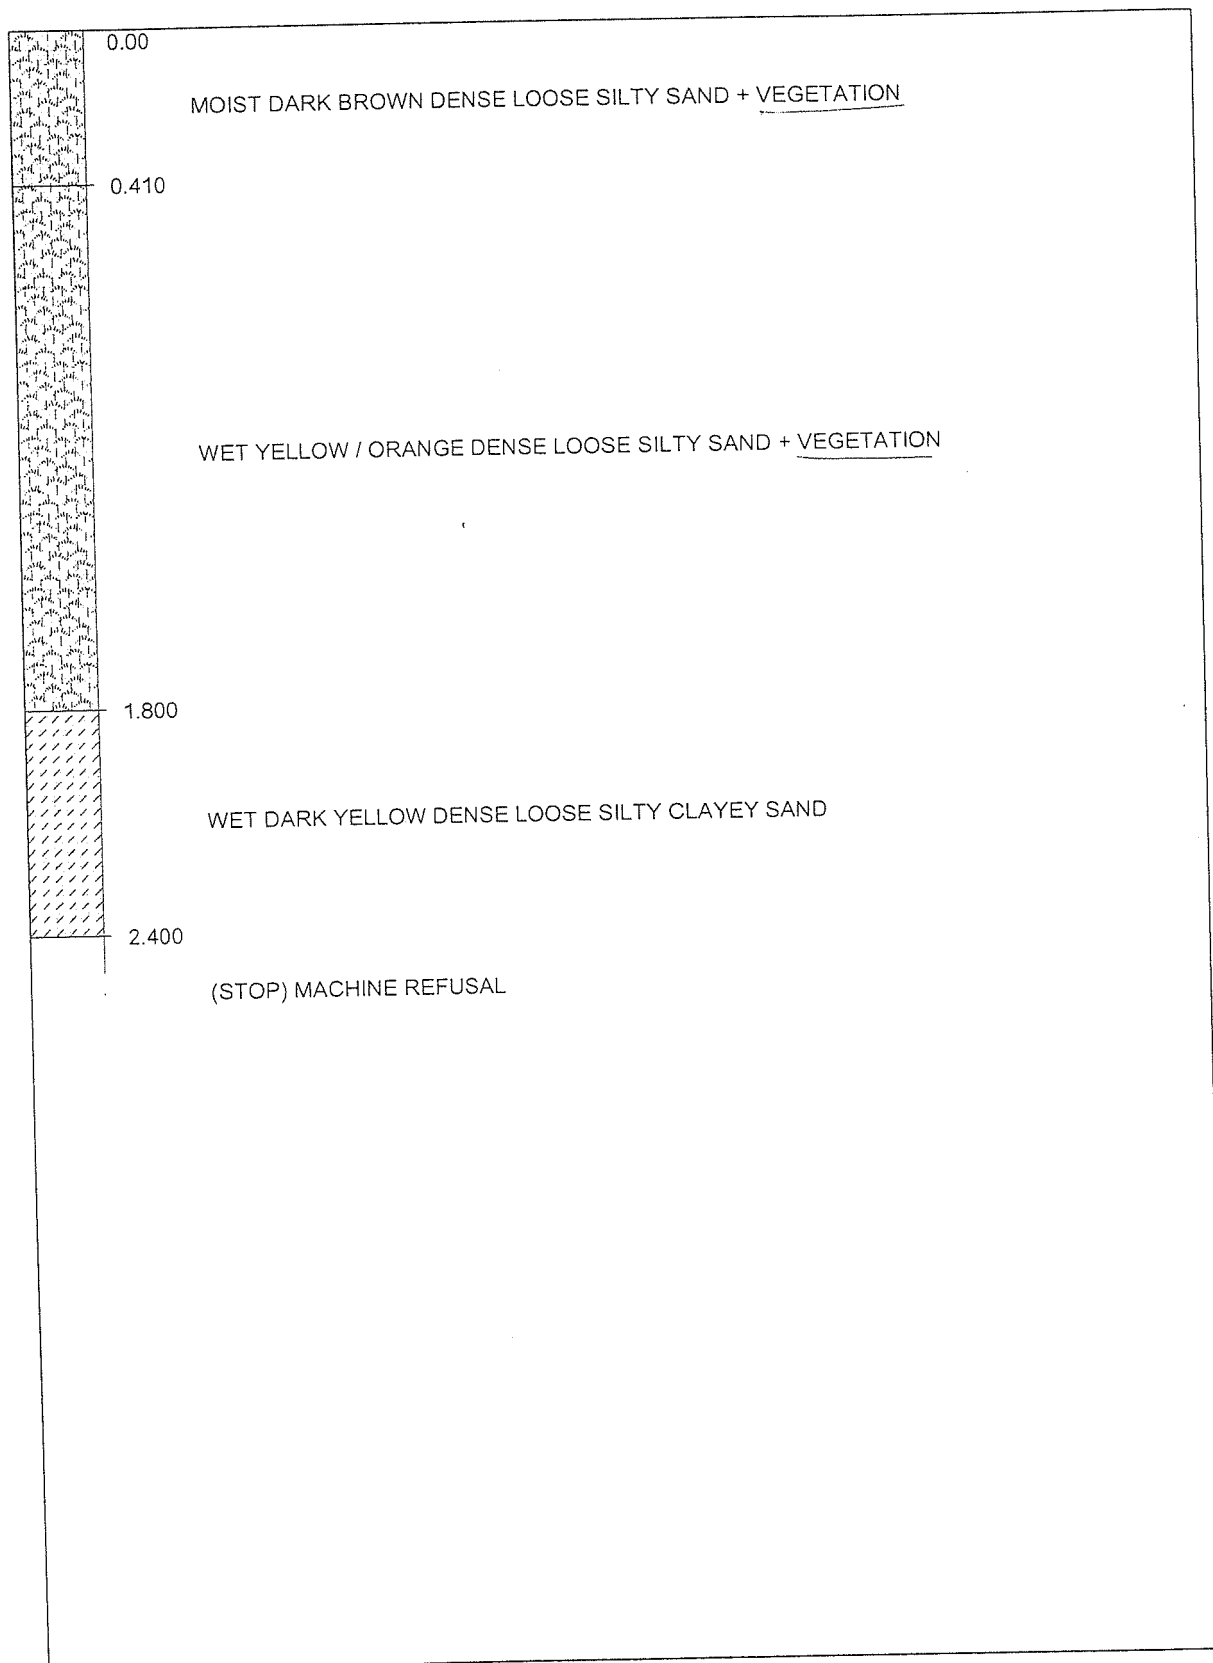 0.00
MOIST DARK BROWN DENSE LOOSE SILTY SAND + VEGETATION
0.410
WET YELLOW / ORANGE DENSE LOOSE SILTY SAND + VEGETATION
1.800
WET DARK YELLOW DENSE LOOSE SILTY CLAYEY SAND
2.400
(STOP) MACHINE REFUSAL